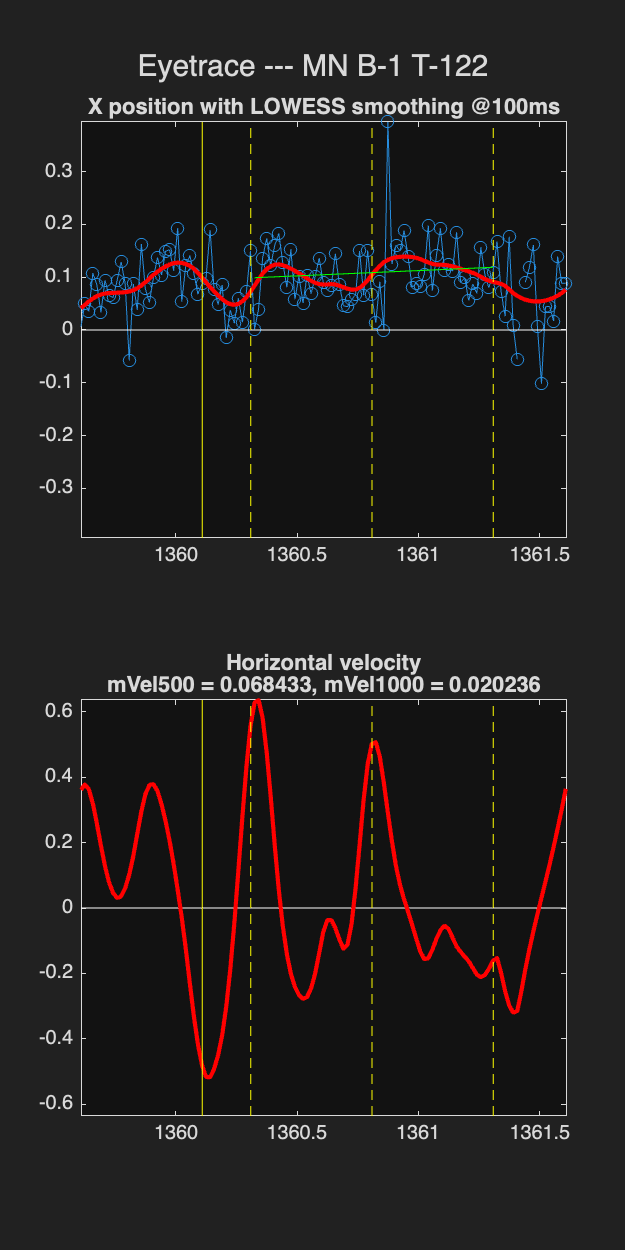 Eyetrace --- MN B-1 T-122
X position with LOWESS smoothing @100ms
0.3
0.2
0.1
0
-0.1
-0.2
-0.3
1360 1360.5 1361 1361.5
Horizontal velocity
mVel500 = 0.068433, mVel1000 = 0.020236
0.6
0.4
0.2
0
-0.2
-0.4
-0.6
1360 1360.5 1361 1361.5